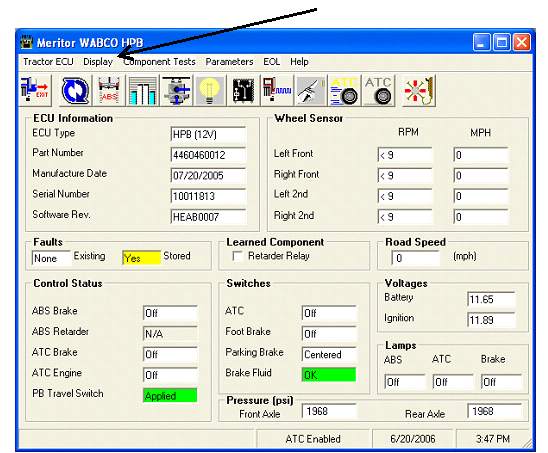 Meritor WABCO HPB
Tractor ECU Display Component Tests Parameters EOL Help
EXIT ABS ATC ATC
ECU Information
ECU Type HPB (12V)
Part Number 4460460012
Manufacture Date 07/20/2005
Serial Number 10011813
Software Rev. HEAB0007
Wheel Sensor
RPM MPH
Left Front < 9 0
Right Front < 9 0
Left 2nd < 9 0
Right 2nd < 9 0
Faults
None Existing Yes Stored
Learned Component
Retarder Relay
Road Speed
0 (mph)
Control Status
ABS Brake Off
ABS Retarder N/A
ATC Brake Off
ATC Engine Off
PB Travel Switch Applied
Switches
ATC Off
Foot Brake Off
Parking Brake Centered
Brake Fluid OK
Voltages
Battery 11.65
Ignition 11.89
Lamps
ABS ATC Brake
Off Off Off
Pressure (psi)
Front Axle 1968 Rear Axle 1968
ATC Enabled 6/20/2006 3:47 PM